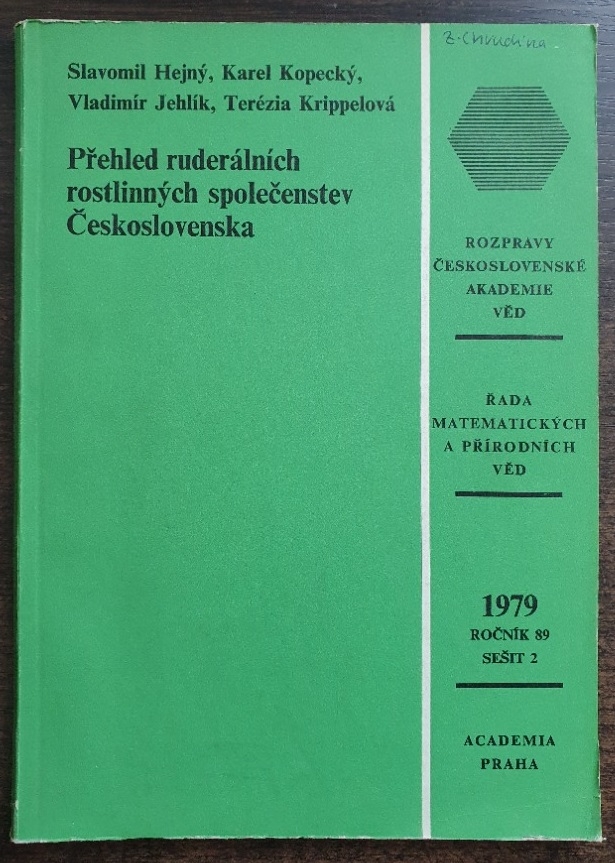 Slavomil Hejný, Karel Kopecký,
Vladimír Jehlík, Terézia Krippelová
Přehled ruderálních
rostlinných společenstev
Československa
Z. Chrudina
ROZPRAVY
ČESKOSLOVENSKÉ
AKADEMIE
VĚD
ŘADA
MATEMATICKÝCH
A PŘÍRODNÍCH
VĚD
1979
ROČNÍK 89
SEŠIT 2
ACADEMIA
PRAHA